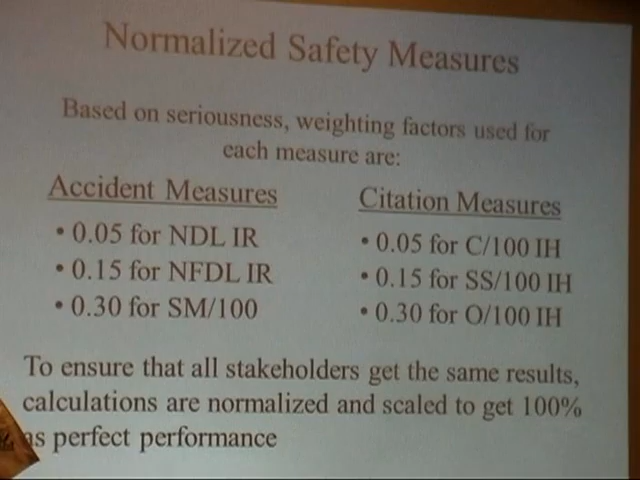 Normalized Safety Measures
Based on seriousness, weighting factors used for
each measure are:
Accident Measures
• 0.05 for NDL IR
• 0.15 for NFDL IR
• 0.30 for SM/100
Citation Measures
• 0.05 for C/100 IH
• 0.15 for SS/100 IH
• 0.30 for O/100 IH
To ensure that all stakeholders get the same results,
calculations are normalized and scaled to get 100%
as perfect performance